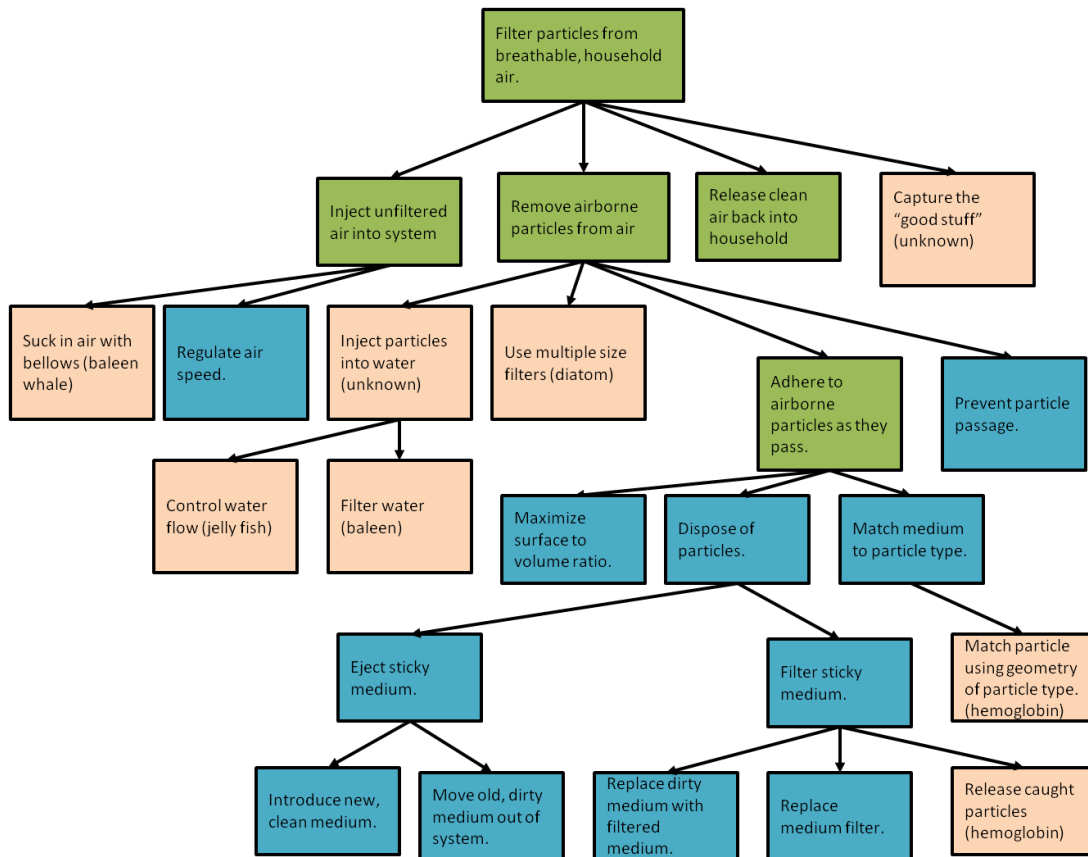 Filter particles from
breathable, household
air.
Inject unfiltered
air into system
Remove airborne
particles from air
Release clean
air back into
household
Capture the
“good stuff”
(unknown)
Suck in air with
bellows (baleen
whale)
Regulate air
speed.
Inject particles
into water
(unknown)
Use multiple size
filters (diatom)
Adhere to
airborne
particles as they
pass.
Prevent particle
passage.
Control water
flow (jelly fish)
Filter water
(baleen)
Maximize
surface to
volume ratio.
Dispose of
particles.
Match medium
to particle type.
Eject sticky
medium.
Filter sticky
medium.
Match particle
using geometry
of particle type.
(hemoglobin)
Introduce new,
clean medium.
Move old, dirty
medium out of
system.
Replace dirty
medium with
filtered
medium.
Replace
medium filter.
Release caught
particles
(hemoglobin)